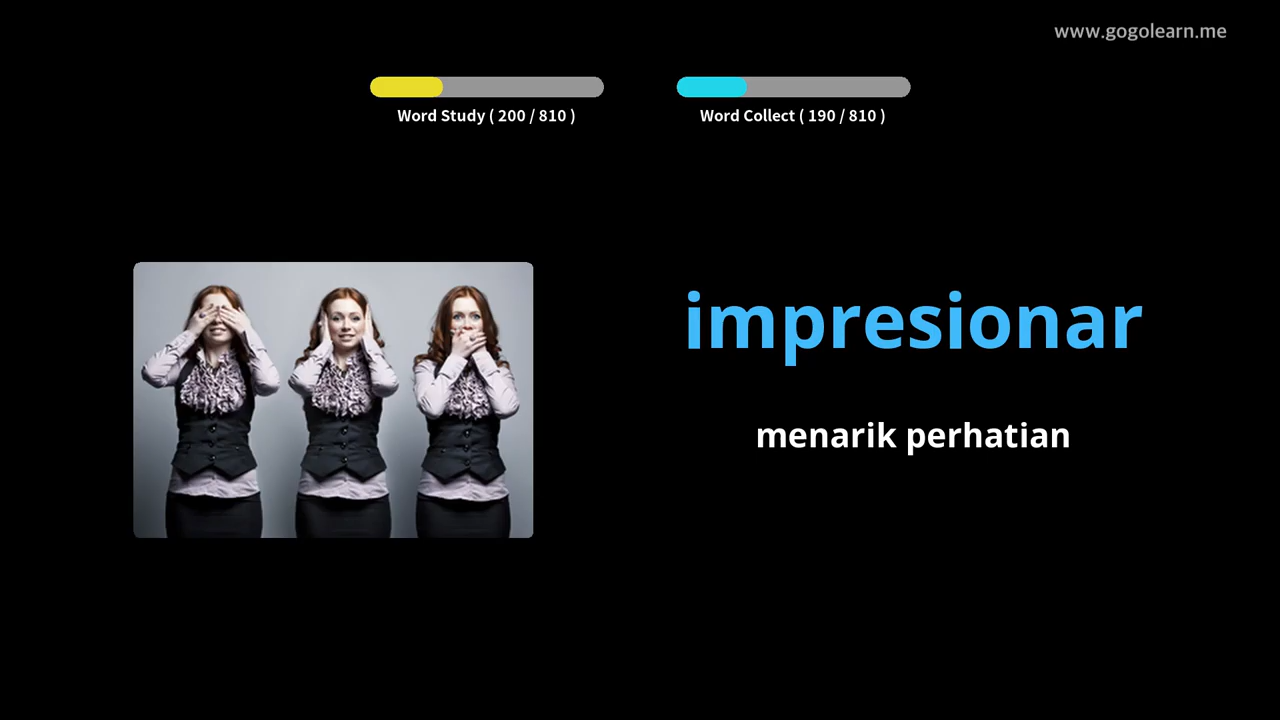 www.gogolearn.me
Word Study ( 200 / 810 )
Word Collect ( 190 / 810 )
impresionar
menarik perhatian